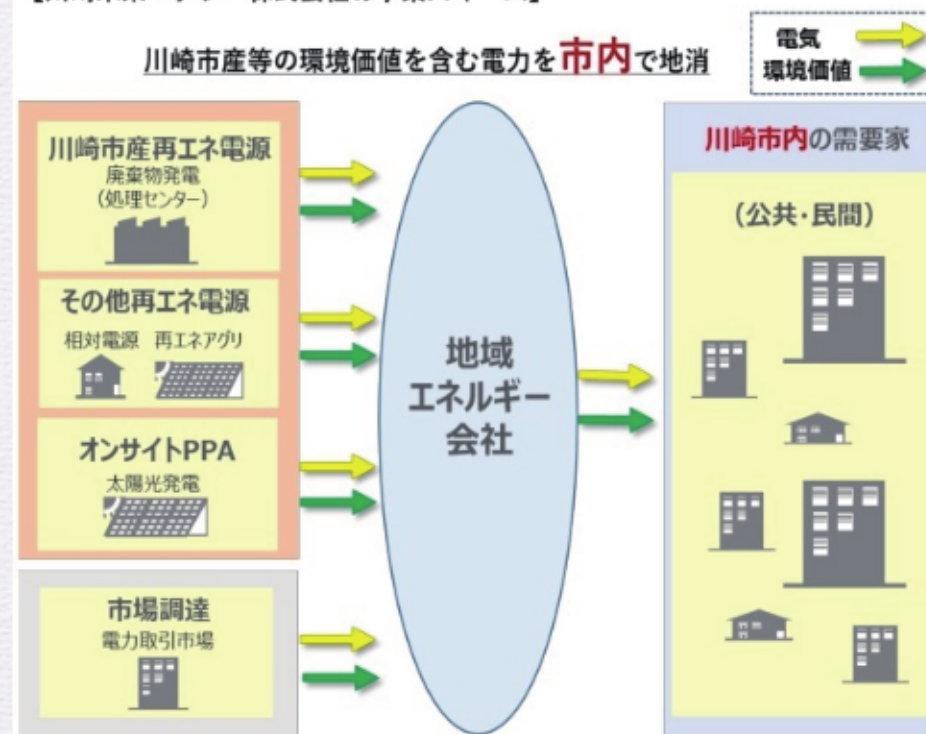 川崎市産等の環境価値を含む電力を市内で地消
電気
環境価値
川崎市産再エネ電源
廃棄物発電
(処理センター)
その他再エネ電源
相対電源 再エネアグリ
オンサイトPPA
太陽光発電
市場調達
電力取引市場
地域
エネルギー
会社
川崎市内の需要家
(公共・民間)